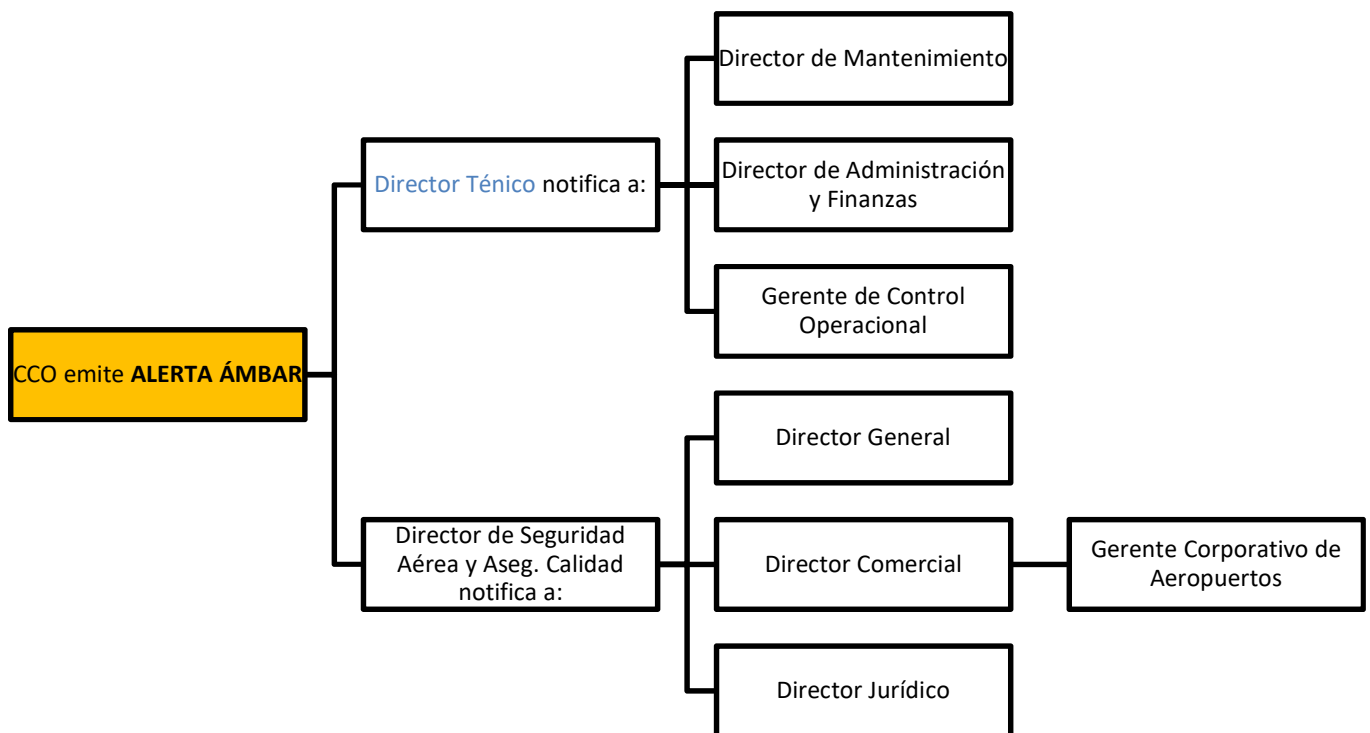 Director de Mantenimiento
Director Ténico notifica a:
Director de Administración
y Finanzas
Gerente de Control
Operacional
CCO emite ALERTA ÁMBAR
Director General
Director de Seguridad
Aérea y Aseg. Calidad
notifica a:
Director Comercial
Gerente Corporativo de
Aeropuertos
Director Jurídico